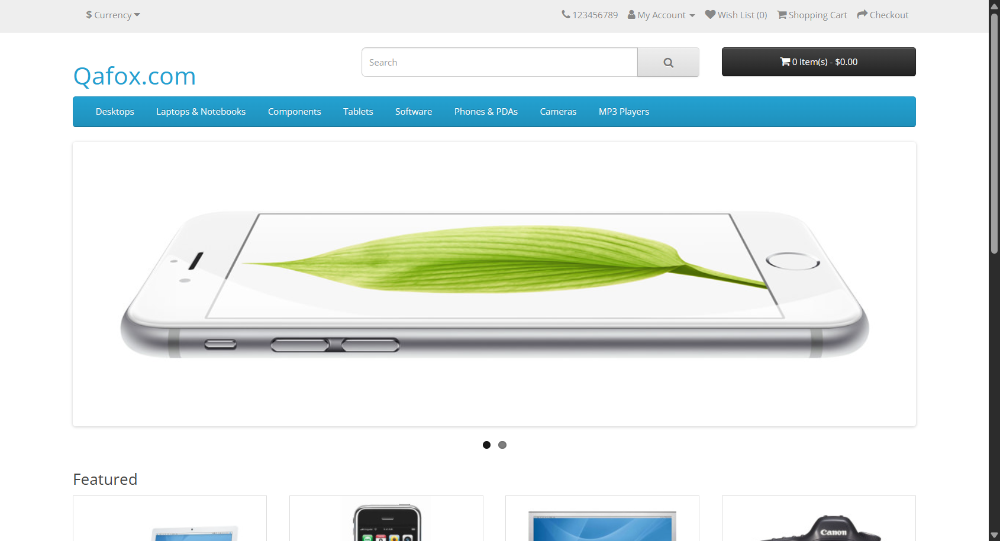 $ Currency
123456789 My Account Wish List (0) Shopping Cart Checkout
Qafox.com
Search
0 item(s) - $0.00
Desktops Laptops & Notebooks Components Tablets Software Phones & PDAs Cameras MP3 Players
Featured
Canon